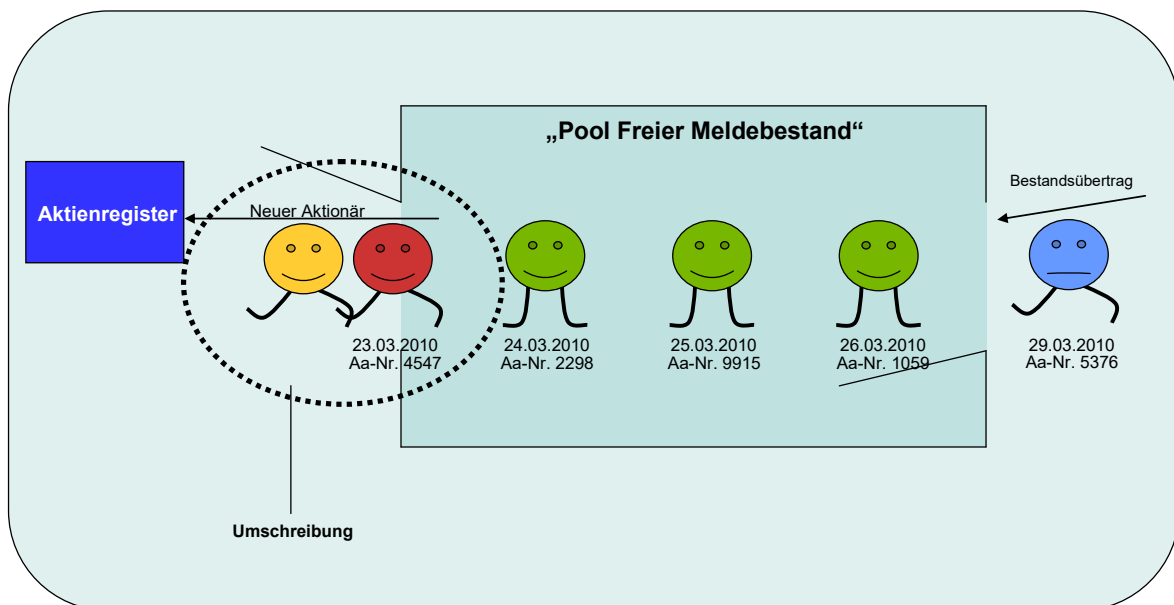 „Pool Freier Meldebestand“
Bestandsübertrag
Aktienregister
Neuer Aktionär
23.03.2010
Aa-Nr. 4547
24.03.2010
Aa-Nr. 2298
25.03.2010
Aa-Nr. 9915
26.03.2010
Aa-Nr. 1059
29.03.2010
Aa-Nr. 5376
Umschreibung